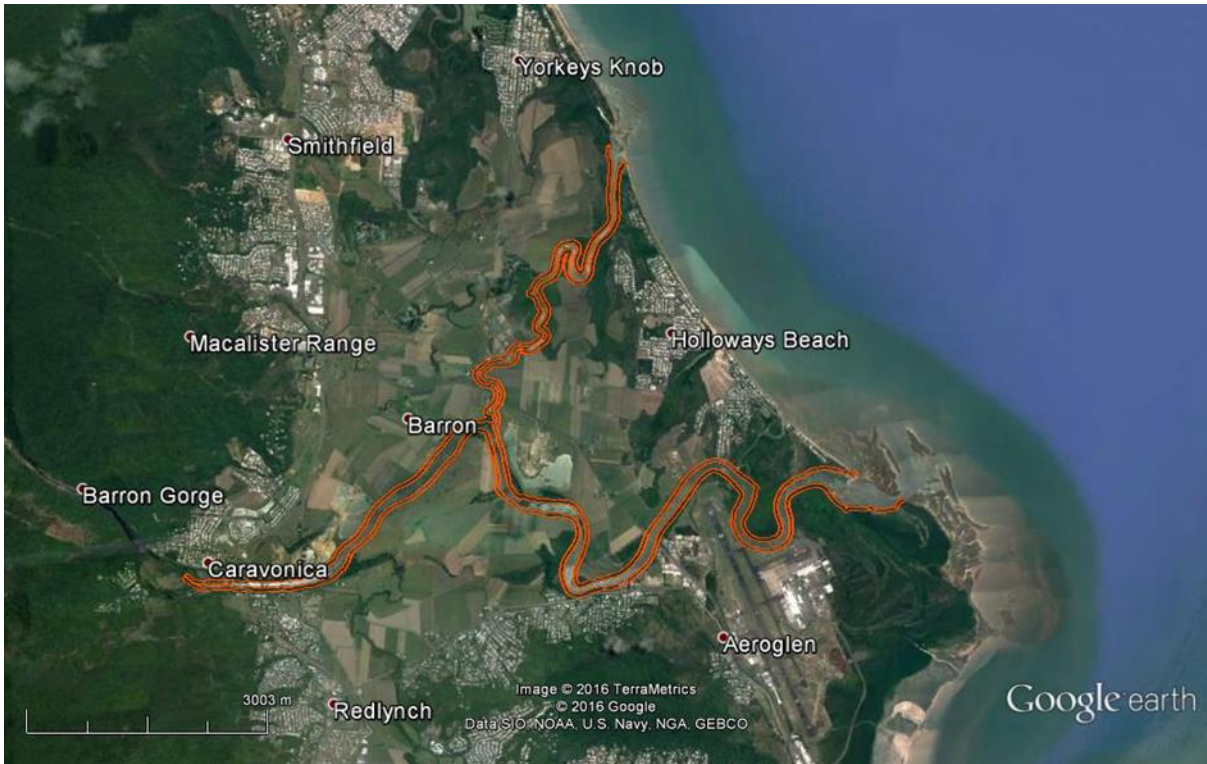 Yorkeys Knob
Smithfield
Macalister Range
Holloways Beach
Barron
Barron Gorge
Caravonica
Aeroglen
Redlynch
3003 m
Image © 2016 TerraMetrics
© 2016 Google
Data SIO, NOAA, U.S. Navy, NGA, GEBCO
Google earth